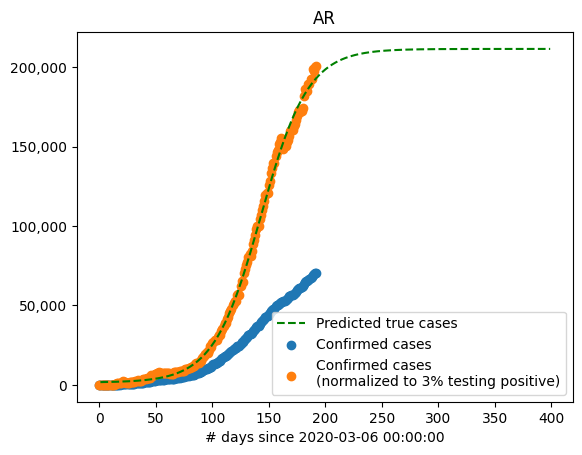 AR
200,000
150,000
100,000
50,000
0
Predicted true cases
Confirmed cases
Confirmed cases
(normalized to 3% testing positive)
0 50 100 150 200 250 300 350 400
# days since 2020-03-06 00:00:00